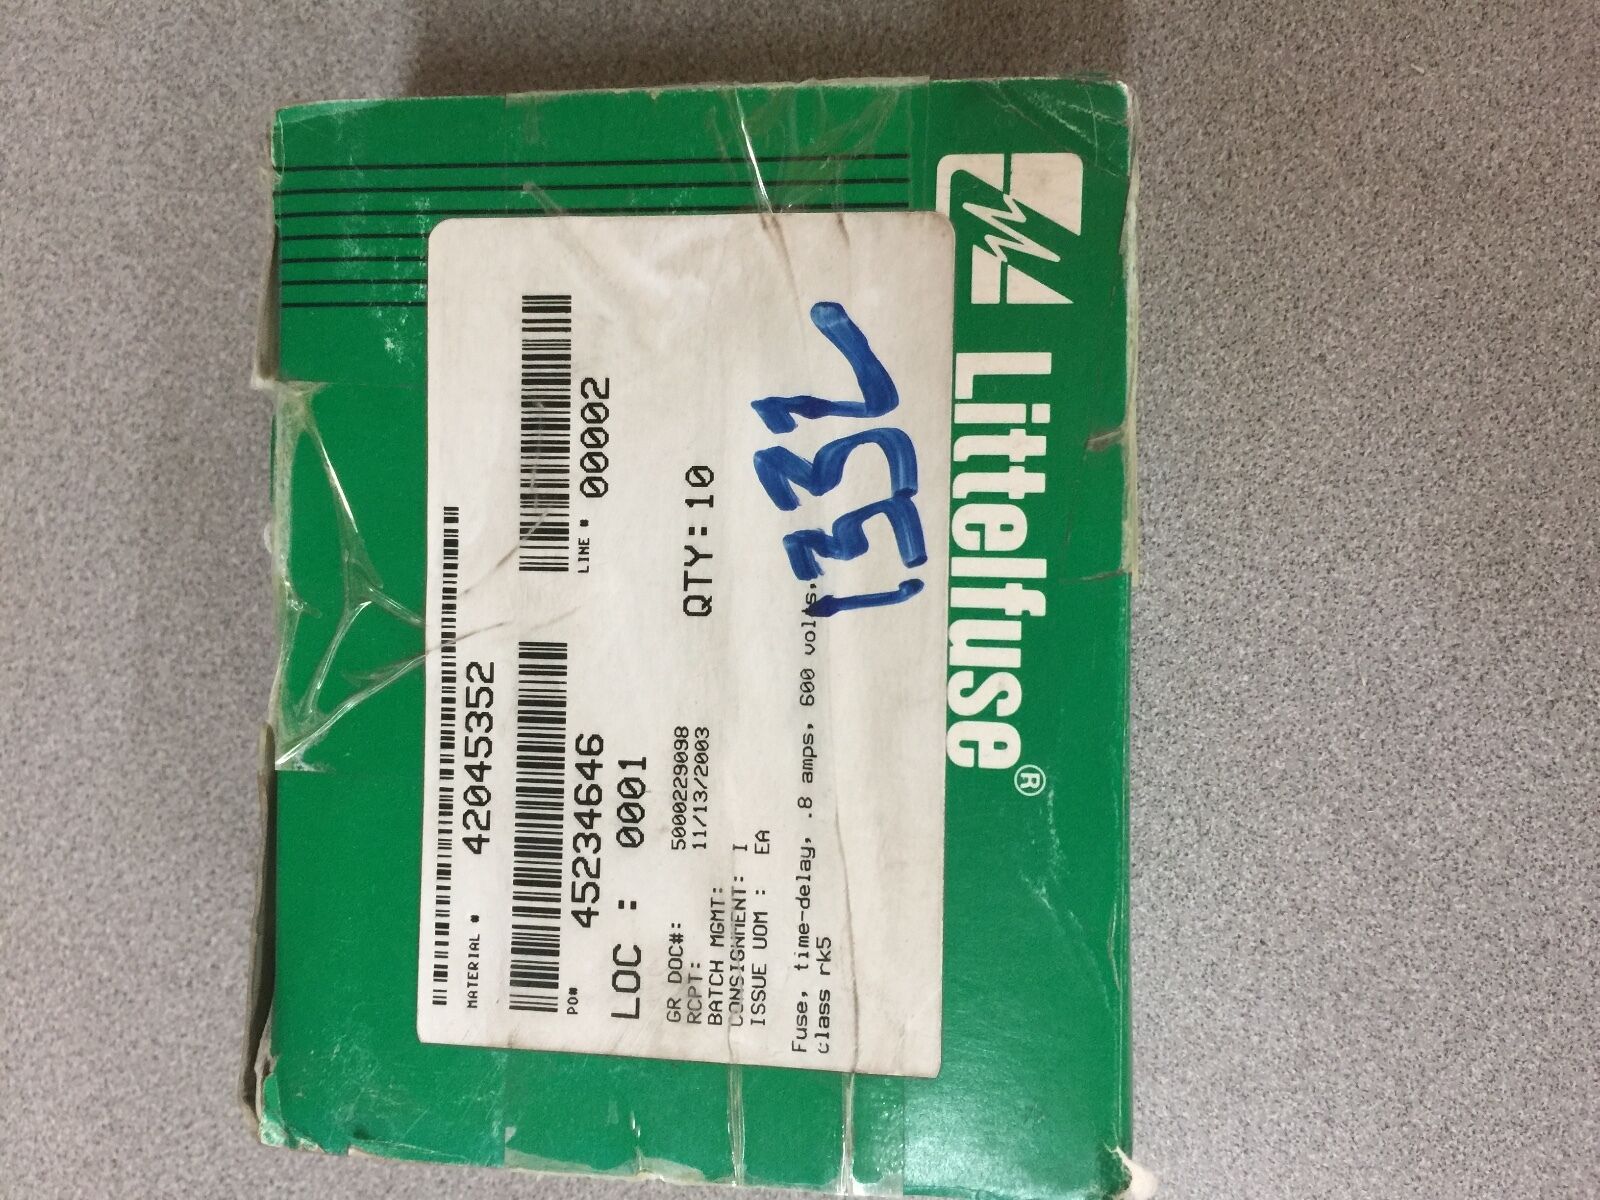 MATERIAL # 42045352
PO# 45234646
LINE # 00002
LOC : 0001
GR DOC#: 5000229098
RCPT: 11/13/2003
BATCH MGMT:
CONSIGNMENT: I
ISSUE UOM : EA
QTY: 10
Fuse, time-delay, .8 amps, 600 volts,
class rk5
1332
Littelfuse®